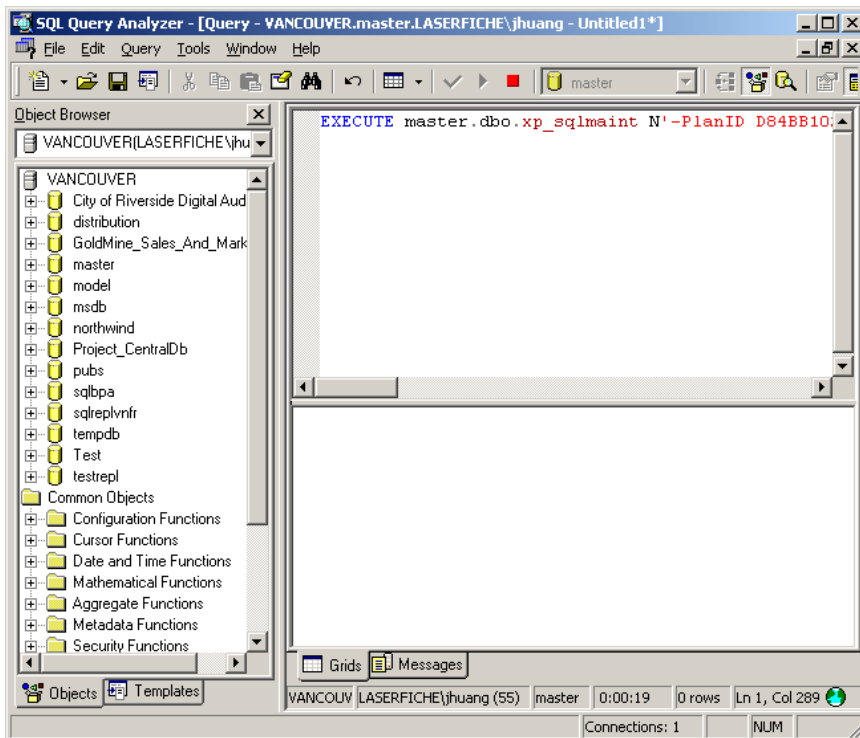 SQL Query Analyzer - [Query - VANCOUVER.master.LASERFICHE\jhuang - Untitled1*]
File Edit Query Tools Window Help
master
Object Browser
VANCOUVER(LASERFICHE\jhu
VANCOUVER
City of Riverside Digital Aud
distribution
GoldMine_Sales_And_Mark
master
model
msdb
northwind
Project_CentralDb
pubs
sqlbpa
sqlreplvnfr
tempdb
Test
testrepl
Common Objects
Configuration Functions
Cursor Functions
Date and Time Functions
Mathematical Functions
Aggregate Functions
Metadata Functions
Security Functions
Objects Templates
EXECUTE master.dbo.xp_sqlmaint N'-PlanID D84BB102
Grids Messages
VANCOUV LASERFICHE\jhuang (55) master 0:00:19 0 rows Ln 1, Col 289
Connections: 1 NUM